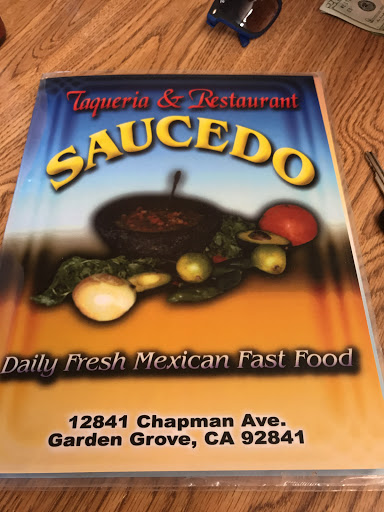 Taqueria & Restaurant
SAUCEDO
Daily Fresh Mexican Fast Food
12841 Chapman Ave.
Garden Grove, CA 92841